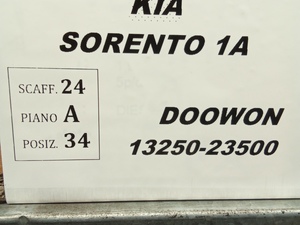 KIA
SORENTO 1A
SCAFF. 24
PIANO A
POSIZ. 34
DOOWON
13250-23500